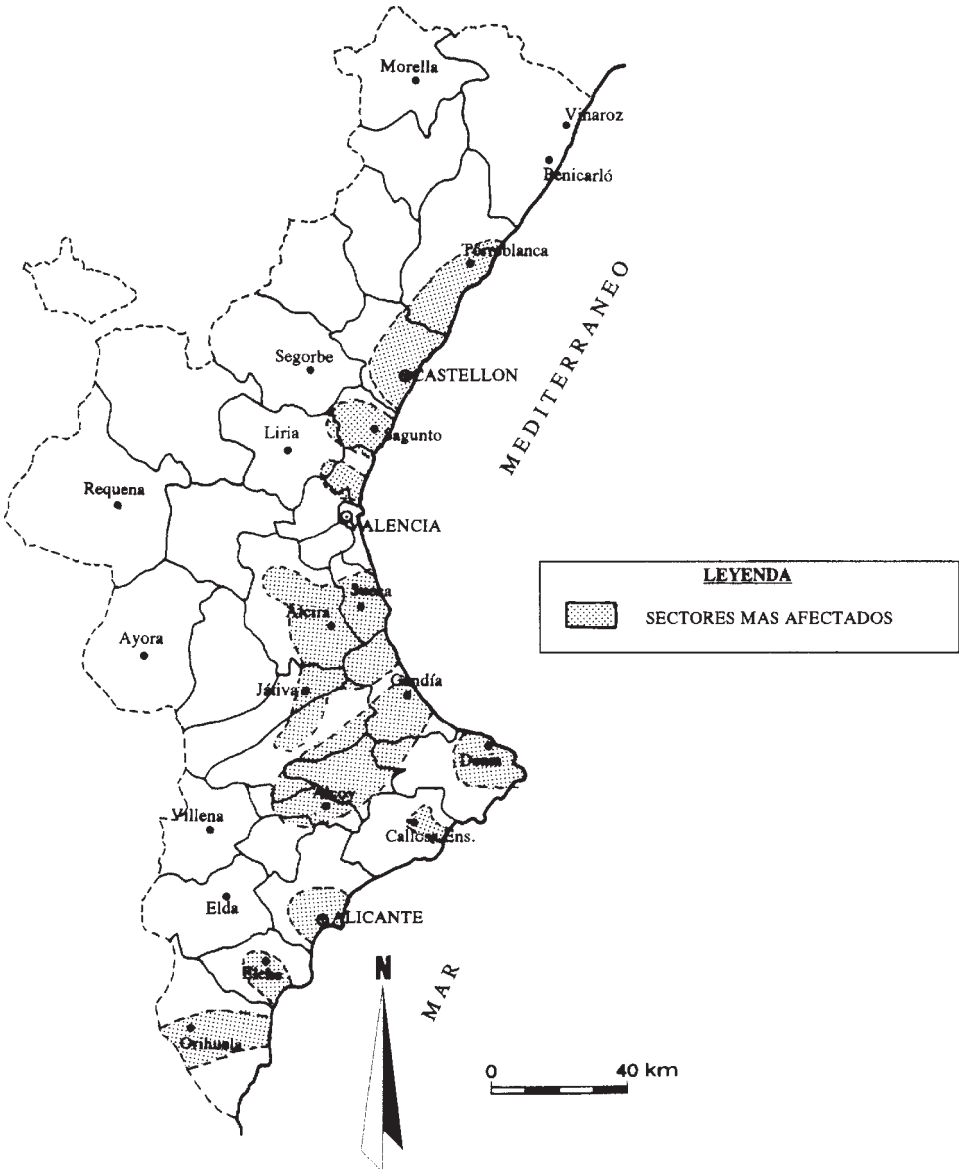 Morella
Vinaroz
Benicarló
Torreblanca
MEDITERRANEO
Segorbe
CASTELLON
Liria
Sagunto
Requena
VALENCIA
LEYENDA
SECTORES MAS AFECTADOS
Sueca
Alcira
Ayora
Játiva
Gandía
Denia
Alcoy
Villena
Callosa Ens.
Elda
ALICANTE
N
Elche
MAR
Orihuela
0 40 km